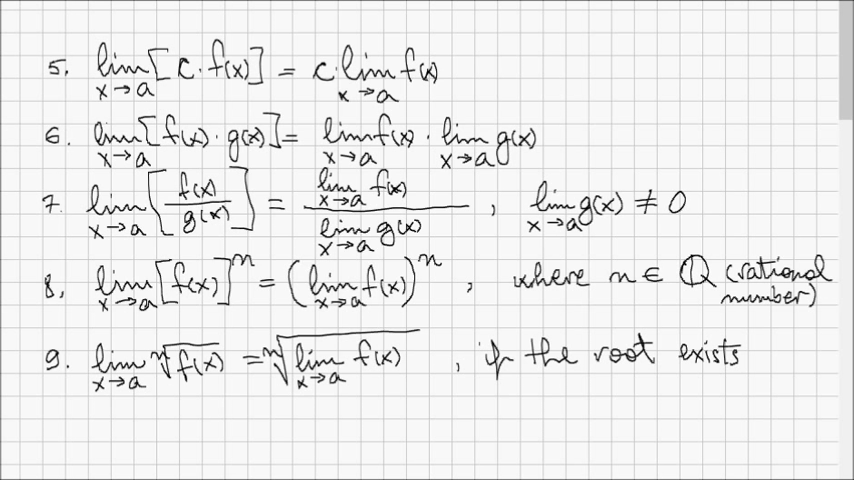 5. lim x→a [c·f(x)] = c·lim x→a f(x)
6. lim x→a [f(x)·g(x)] = lim x→a f(x) · lim x→a g(x)
7. lim x→a [f(x)/g(x)] = lim x→a f(x) / lim x→a g(x) , lim x→a g(x) ≠ 0
8. lim x→a [f(x)]ⁿ = (lim x→a f(x))ⁿ , where n ∈ ℚ (rational number)
9. lim x→a ⁿ√f(x) = ⁿ√lim x→a f(x) , if the root exists